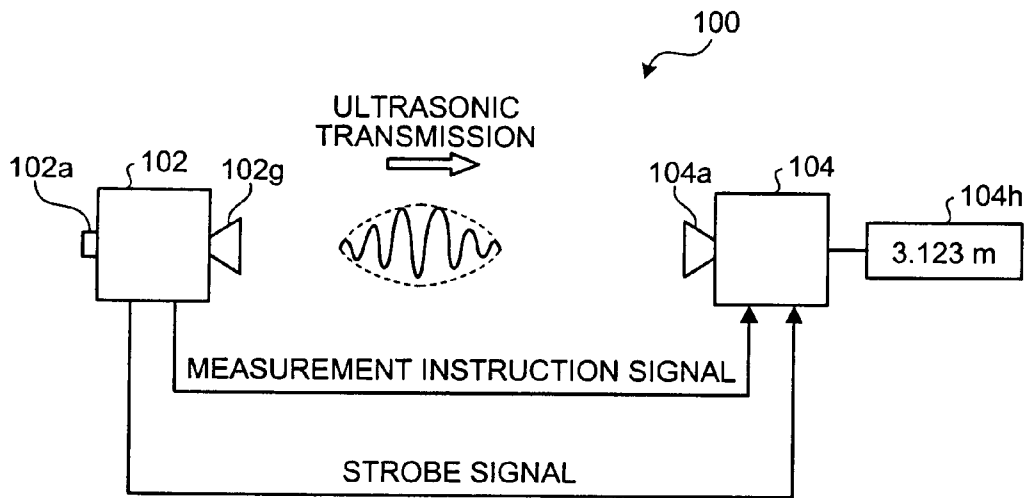 100
ULTRASONIC
TRANSMISSION
102a
102
102g
104a
104
104h
3.123 m
MEASUREMENT INSTRUCTION SIGNAL
STROBE SIGNAL